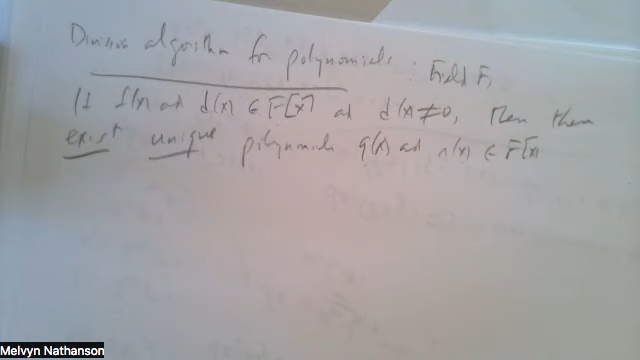 Division algorithm for polynomials: Field F,
If f(x) and d(x) ∈ F[x] and d(x) ≠ 0, then there
exist unique polynomials q(x) and r(x) ∈ F[x
Melvyn Nathanson